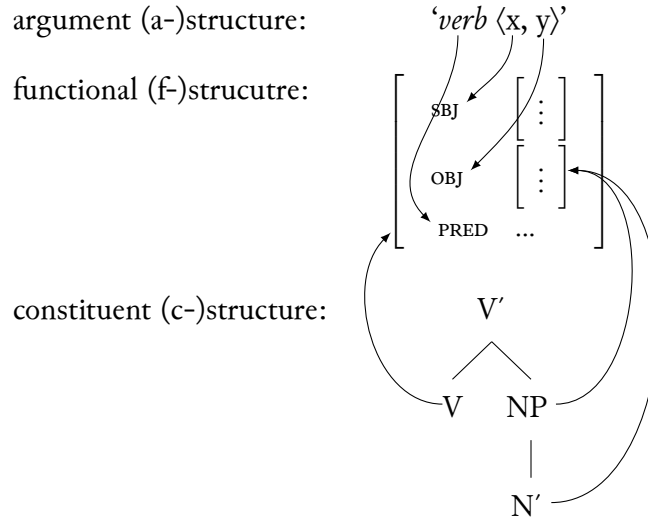 argument (a-)structure: ‘verb ⟨x, y⟩’
functional (f-)strucutre:
SBJ ⋮
OBJ ⋮
PRED ...
constituent (c-)structure: V′
V NP
N′